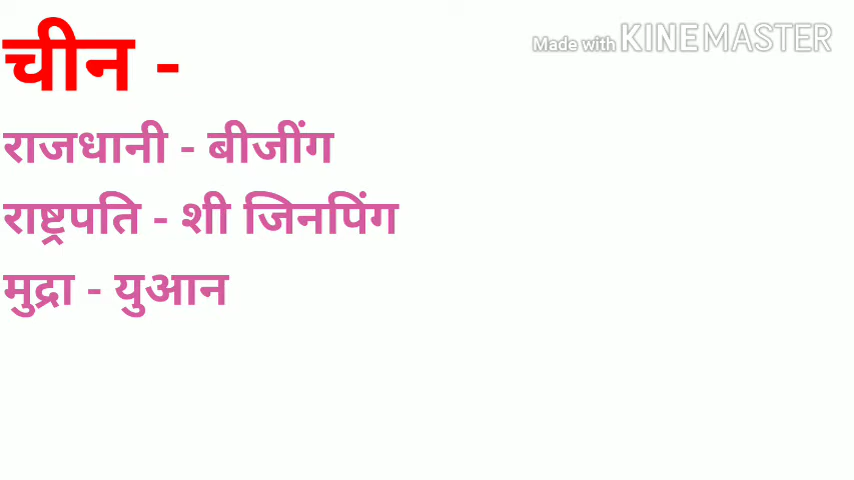 चीन -
Made with KINEMASTER
राजधानी - बीजींग
राष्ट्रपति - शी जिनपिंग
मुद्रा - युआन